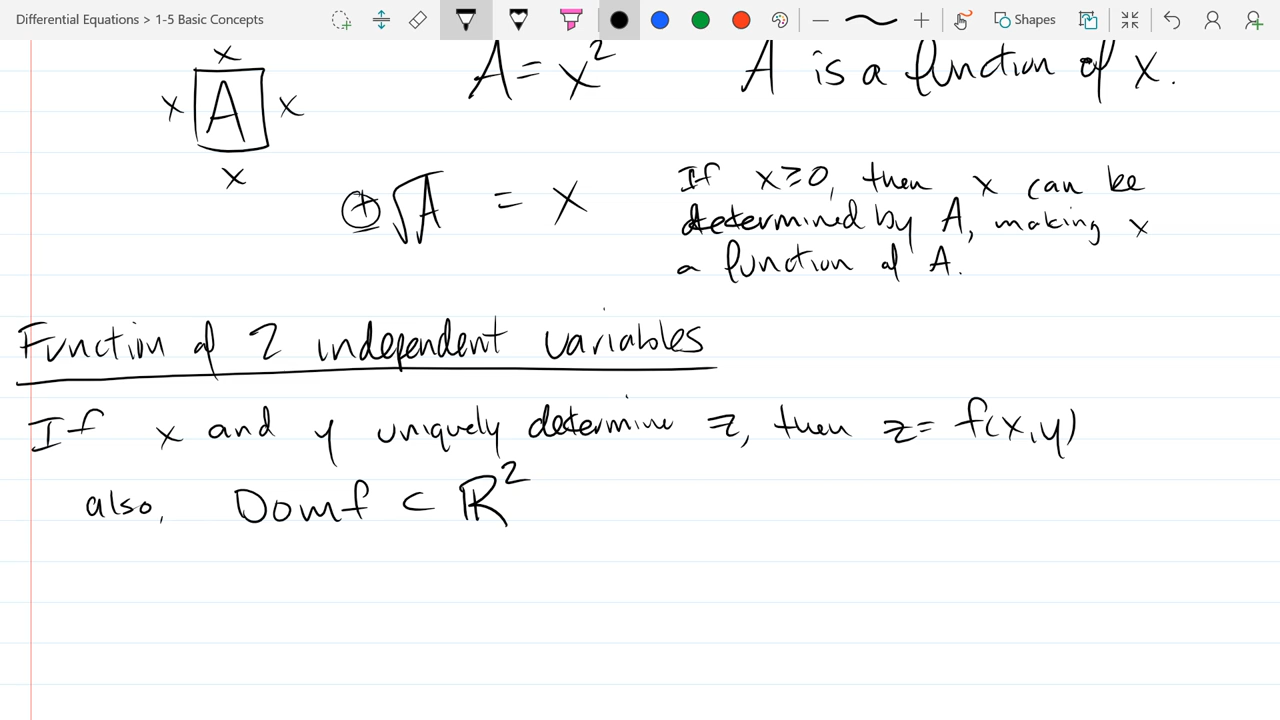 Differential Equations > 1-5 Basic Concepts
Shapes
x
x A x
x
A = x² A is a function of x.
±√A = x
If x ≥ 0, then x can be
determined by A, making x
a function of A.
Function of 2 independent variables
If x and y uniquely determine z, then z = f(x,y)
also, Dom f ⊂ ℝ²